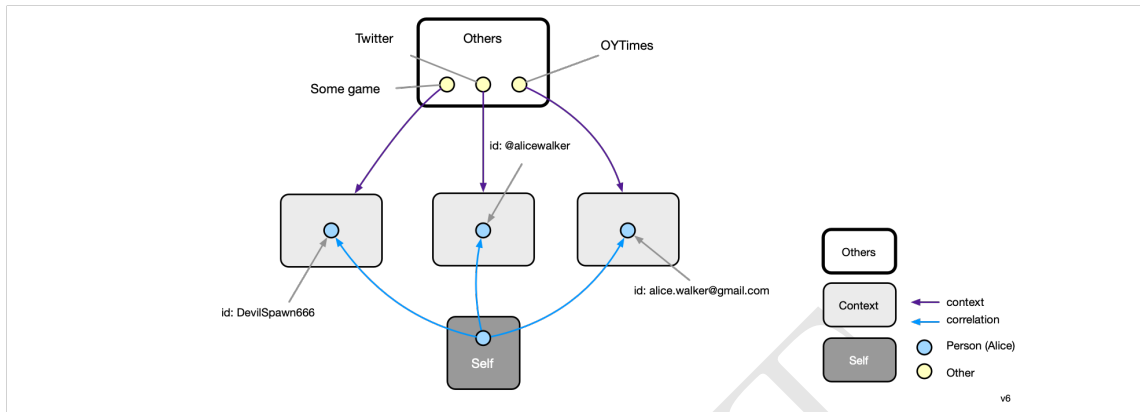 Twitter
Others
OYTimes
Some game
id: @alicewalker
id: DevilSpawn666
id: alice.walker@gmail.com
Self
Others
Context
context
correlation
Self
Person (Alice)
Other
v6